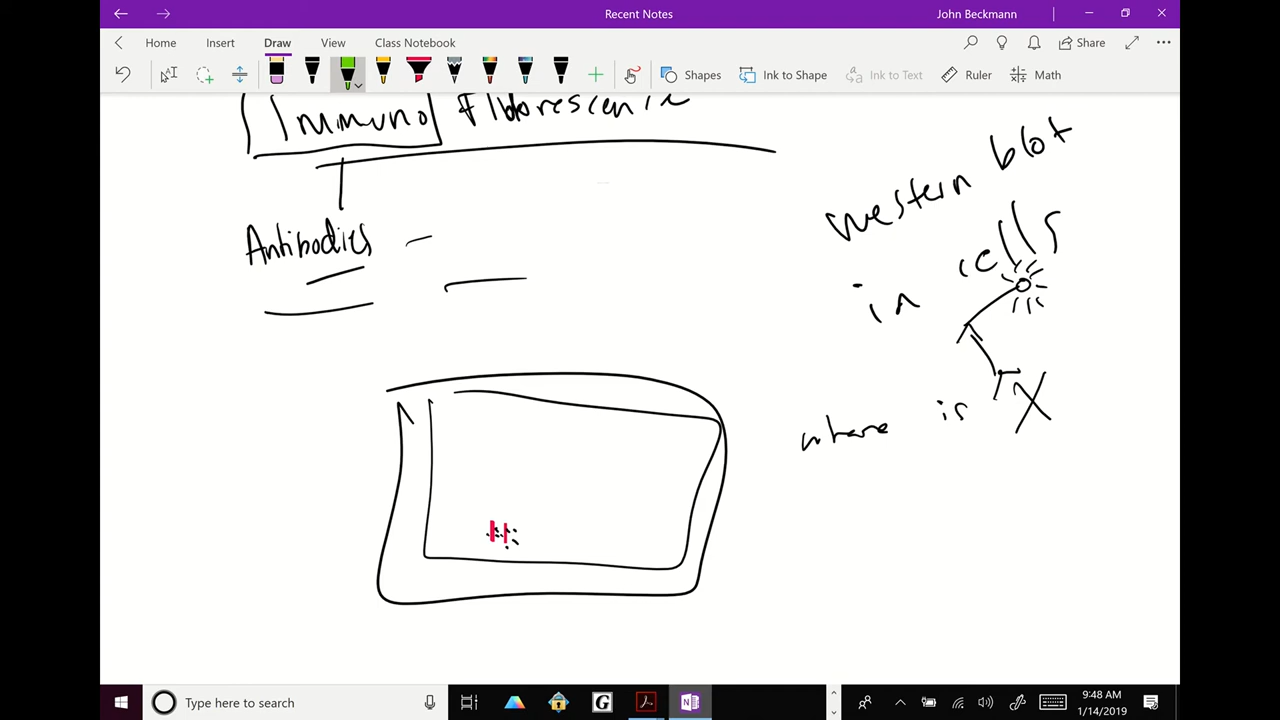 Recent Notes
John Beckmann
Home
Insert
Draw
View
Class Notebook
Share
Shapes
Ink to Shape
Ink to Text
Ruler
Math
Immuno Fluorescence
western blot
Antibodies
in cells
where is X
Type here to search
G
N
9:48 AM
1/14/2019